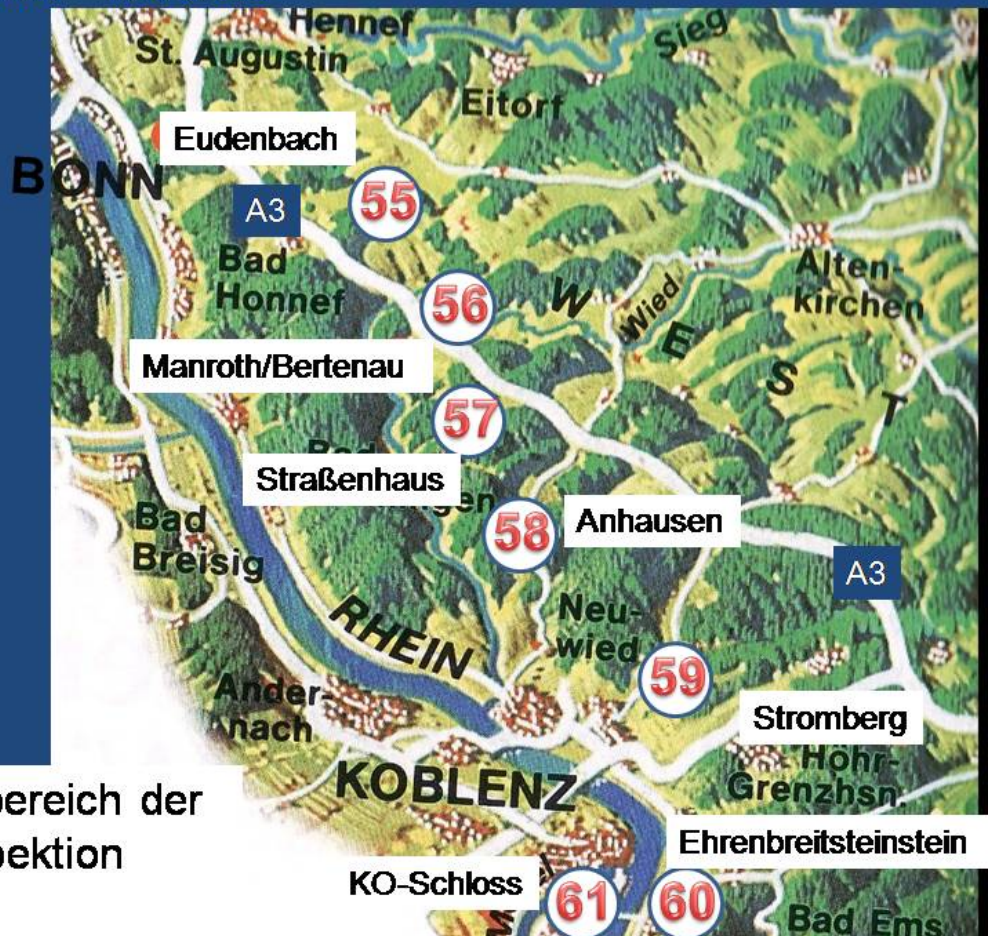 Hennef
St. Augustin
Sieg
Eitorf
Eudenbach
BONN
A3
55
Bad
Honnef
56
W
Wied
E
S
T
Alten-
kirchen
Manroth/Bertenau
57
Straßenhaus
58
Anhausen
Bad
Breisig
A3
RHEIN
Neu-
wied
59
Ander-
nach
Stromberg
KOBLENZ
Höhr-
Grenzhsn.
bereich der
pektion
Ehrenbreitsteinstein
KO-Schloss
61
60
Bad Ems